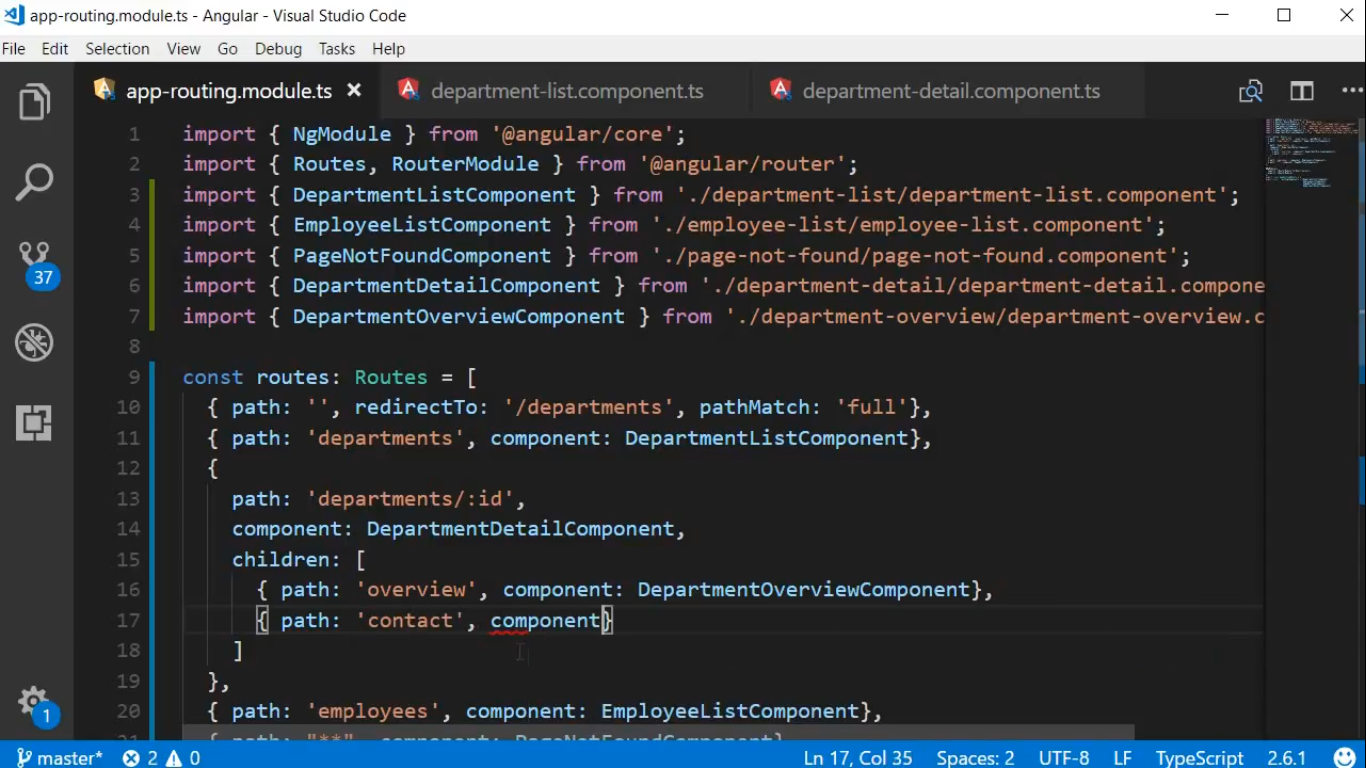 app-routing.module.ts - Angular - Visual Studio Code
File Edit Selection View Go Debug Tasks Help
app-routing.module.ts department-list.component.ts department-detail.component.ts
1 import { NgModule } from '@angular/core';
2 import { Routes, RouterModule } from '@angular/router';
3 import { DepartmentListComponent } from './department-list/department-list.component';
4 import { EmployeeListComponent } from './employee-list/employee-list.component';
5 import { PageNotFoundComponent } from './page-not-found/page-not-found.component';
6 import { DepartmentDetailComponent } from './department-detail/department-detail.compone
7 import { DepartmentOverviewComponent } from './department-overview/department-overview.c
8
9 const routes: Routes = [
10 { path: '', redirectTo: '/departments', pathMatch: 'full'},
11 { path: 'departments', component: DepartmentListComponent},
12 {
13 path: 'departments/:id',
14 component: DepartmentDetailComponent,
15 children: [
16 { path: 'overview', component: DepartmentOverviewComponent},
17 { path: 'contact', component}
18 ]
19 },
20 { path: 'employees', component: EmployeeListComponent},
21 { path: "**", component: PageNotFoundComponent}
37
1
master* 2 0 Ln 17, Col 35 Spaces: 2 UTF-8 LF TypeScript 2.6.1